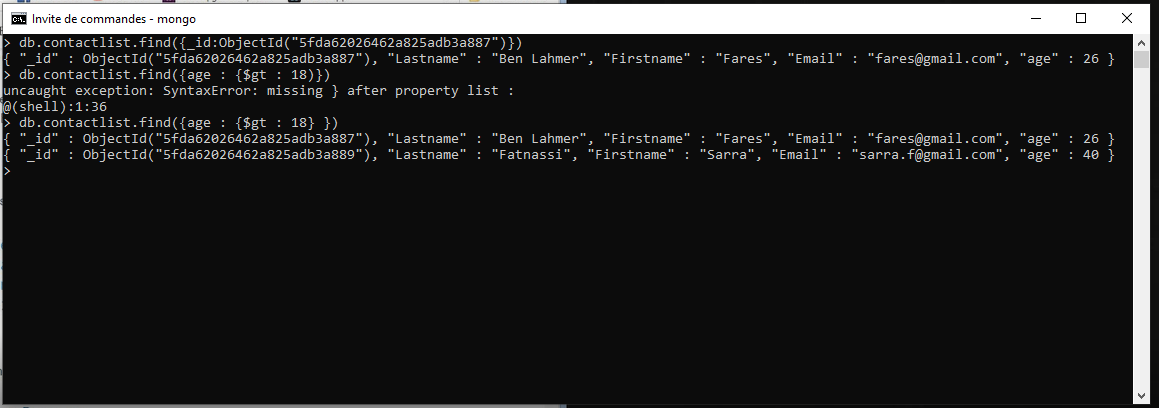 Invite de commandes - mongo
> db.contactlist.find({_id:ObjectId("5fda62026462a825adb3a887")})
{ "_id" : ObjectId("5fda62026462a825adb3a887"), "Lastname" : "Ben Lahmer", "Firstname" : "Fares", "Email" : "fares@gmail.com", "age" : 26 }
> db.contactlist.find({age : {$gt : 18)})
uncaught exception: SyntaxError: missing } after property list :
@(shell):1:36
> db.contactlist.find({age : {$gt : 18} })
{ "_id" : ObjectId("5fda62026462a825adb3a887"), "Lastname" : "Ben Lahmer", "Firstname" : "Fares", "Email" : "fares@gmail.com", "age" : 26 }
{ "_id" : ObjectId("5fda62026462a825adb3a889"), "Lastname" : "Fatnassi", "Firstname" : "Sarra", "Email" : "sarra.f@gmail.com", "age" : 40 }
>